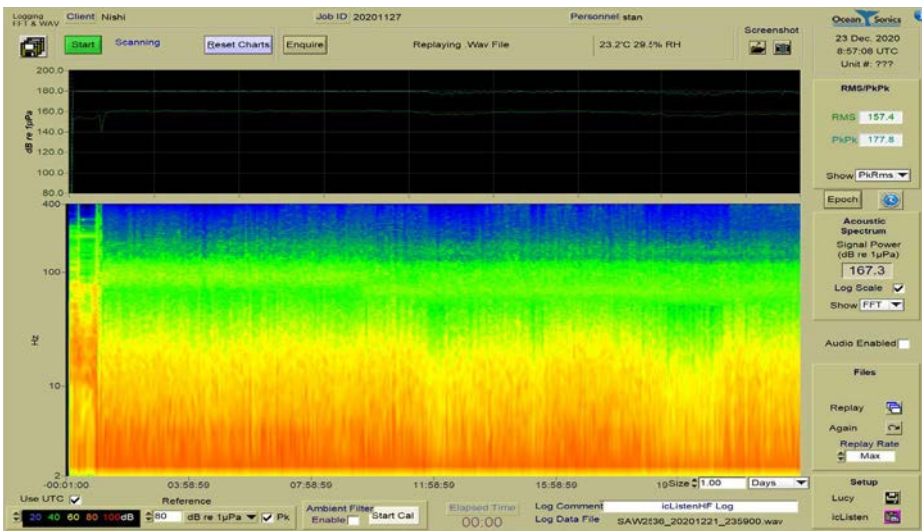 Logging
FFT & WAV
Client Nishi
Job ID 20201127
Personnel stan
Ocean Sonics
Start
Scanning
Reset Charts
Enquire
Replaying .Wav File
23.2'C 29.5% RH
Screenshot
23 Dec. 2020
8:57:08 UTC
Unit #: ???
200.0
180.0
160.0
140.0
120.0
100.0
80.0
dB re 1µPa
RMS/PkPk
RMS 157.4
PkPk 177.8
Show PkRms
Epoch
400
100
10
2
Hz
Acoustic
Spectrum
Signal Power
(dB re 1µPa)
167.3
Log Scale
Show FFT
Audio Enabled
Files
Replay
Again
Replay Rate
Max
-00:01:00 03:58:59 07:58:59 11:58:59 15:58:59 19 Size 1.00 Days
Setup
Lucy
icListen
Use UTC
Reference
20 40 60 80 100dB
80 dB re 1µPa Pk
Ambient Filter
Enable
Start Cal
Elapsed Time
00:00
Log Comment icListenHF Log
Log Data File SAW2536_20201221_235900.wav